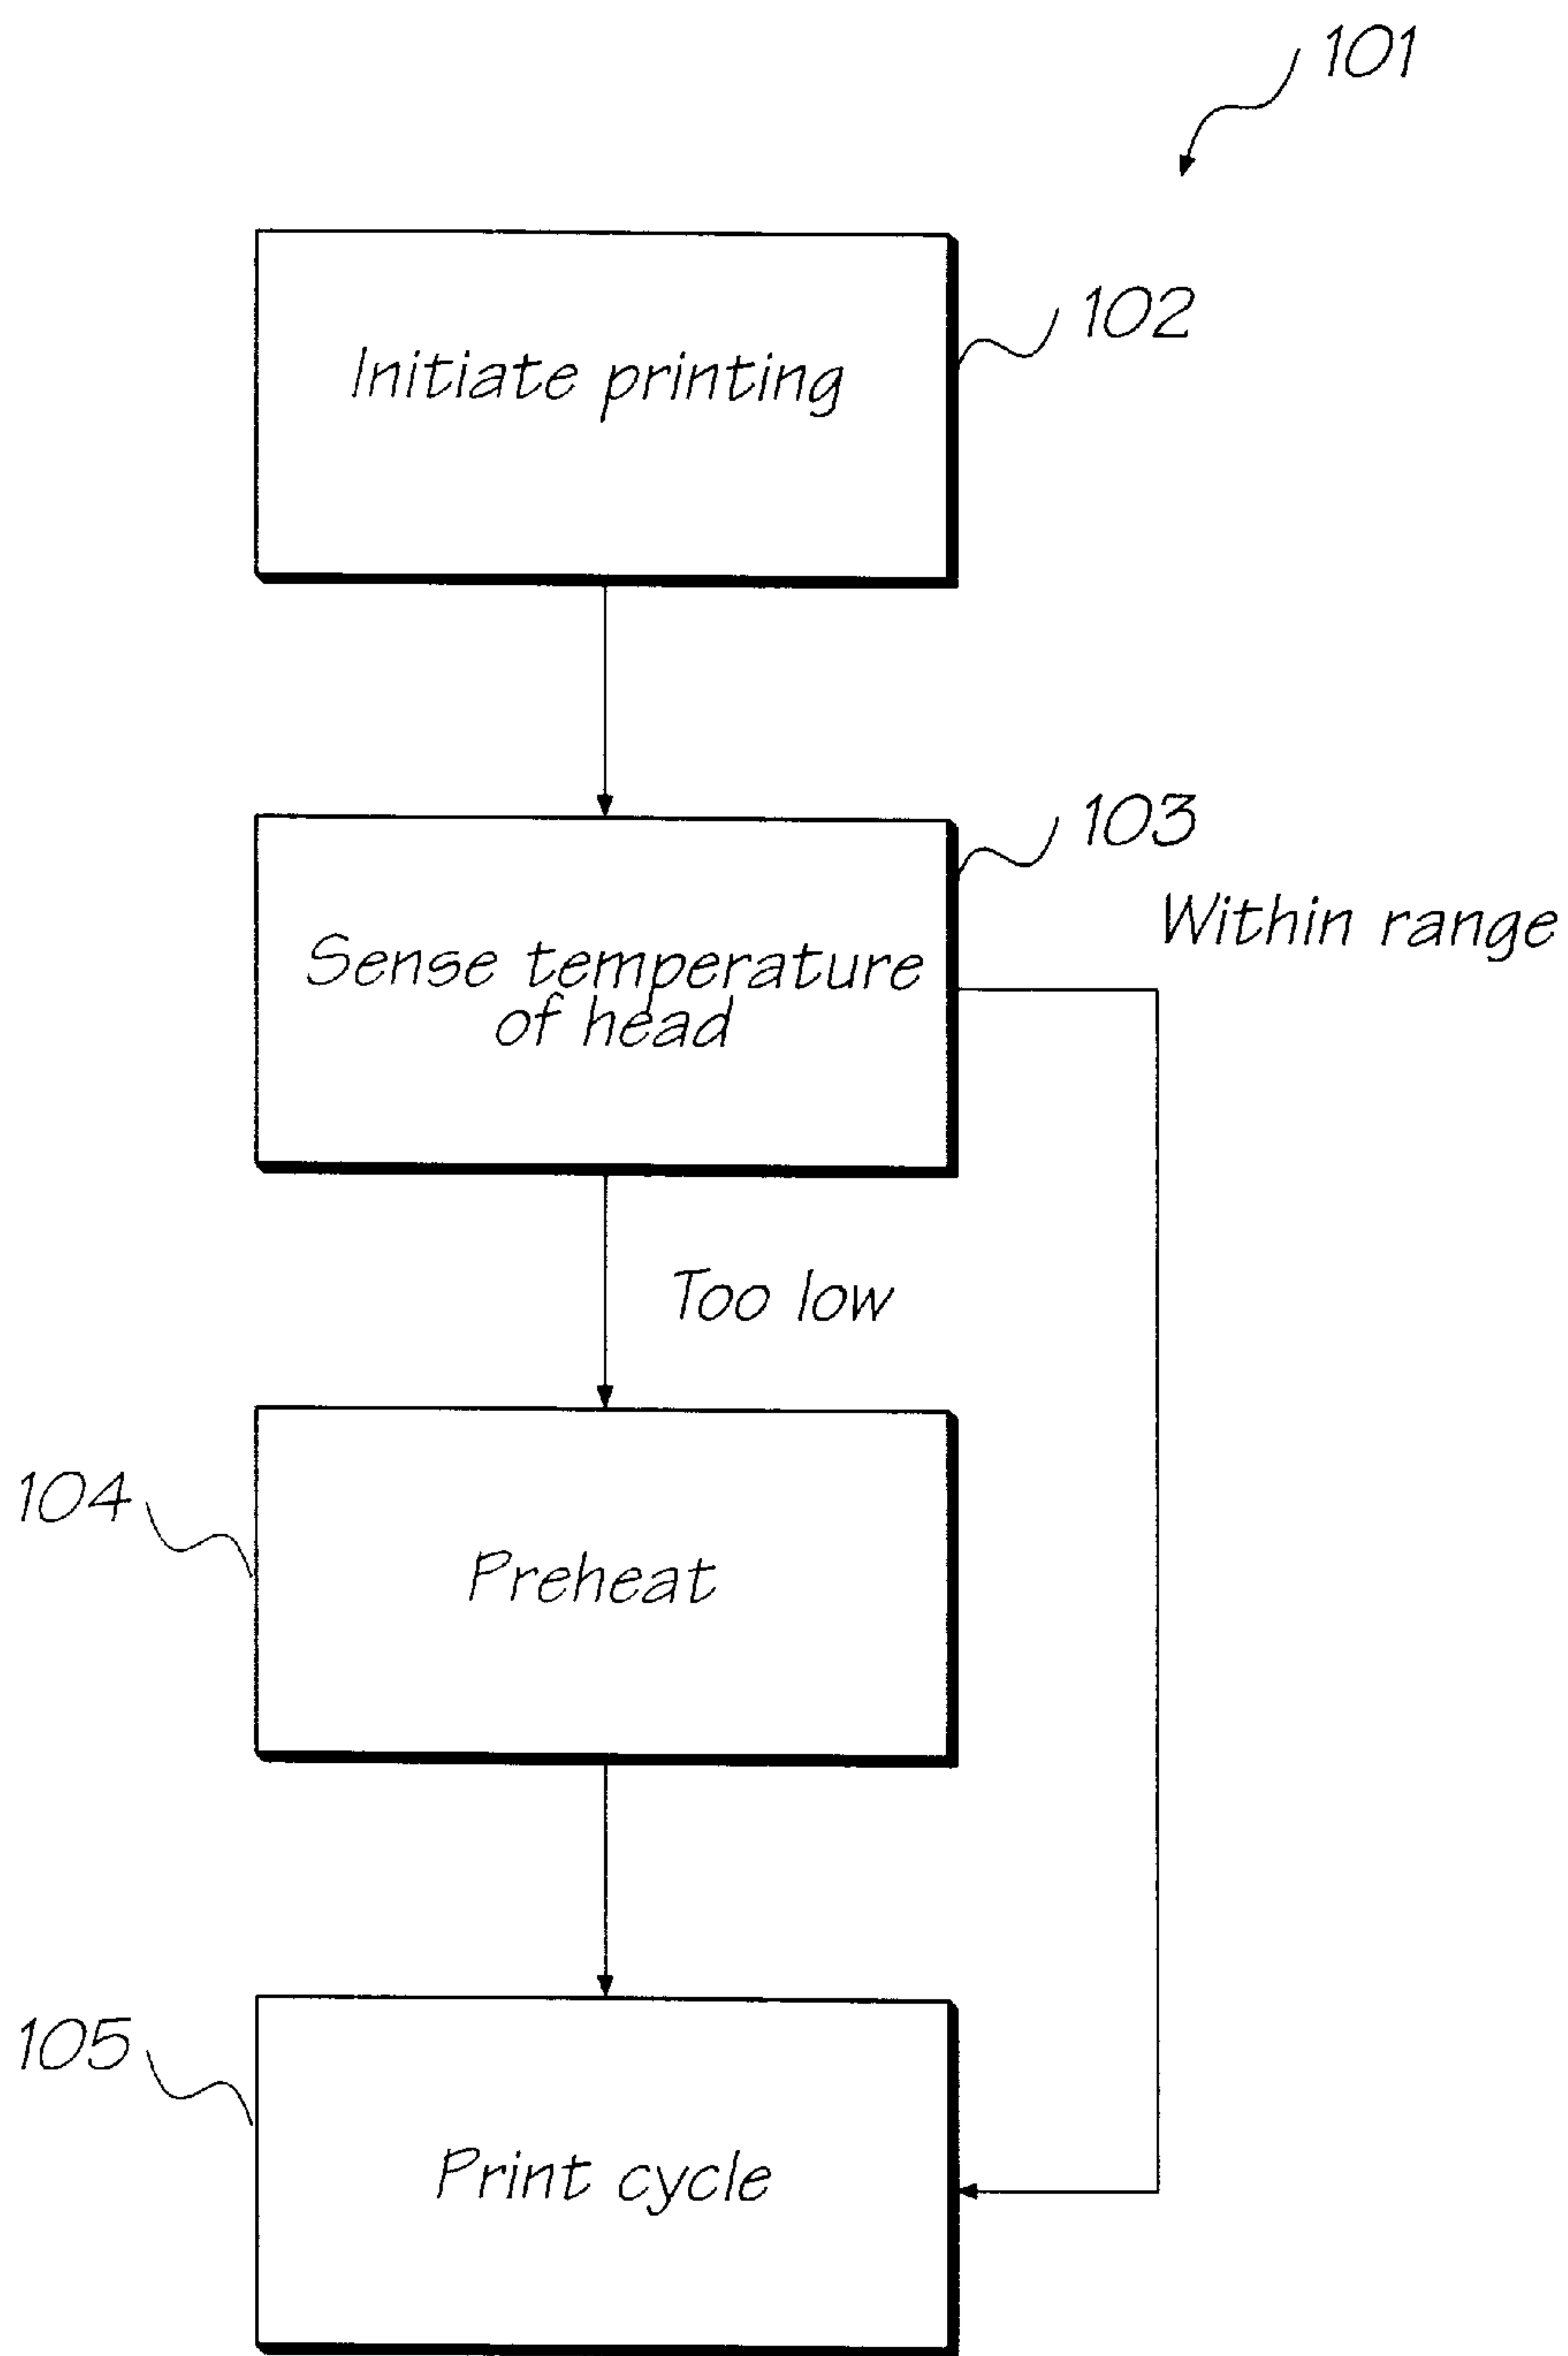 101
Initiate printing
102
103
Within range
Sense temperature
of head
Too low
104
Preheat
105
Print cycle